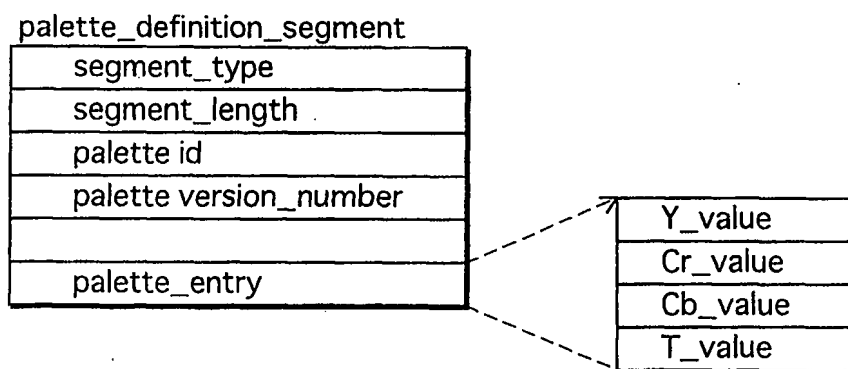 palette_definition_segment
segment_type
segment_length
palette id
palette version_number
palette_entry
Y_value
Cr_value
Cb_value
T_value